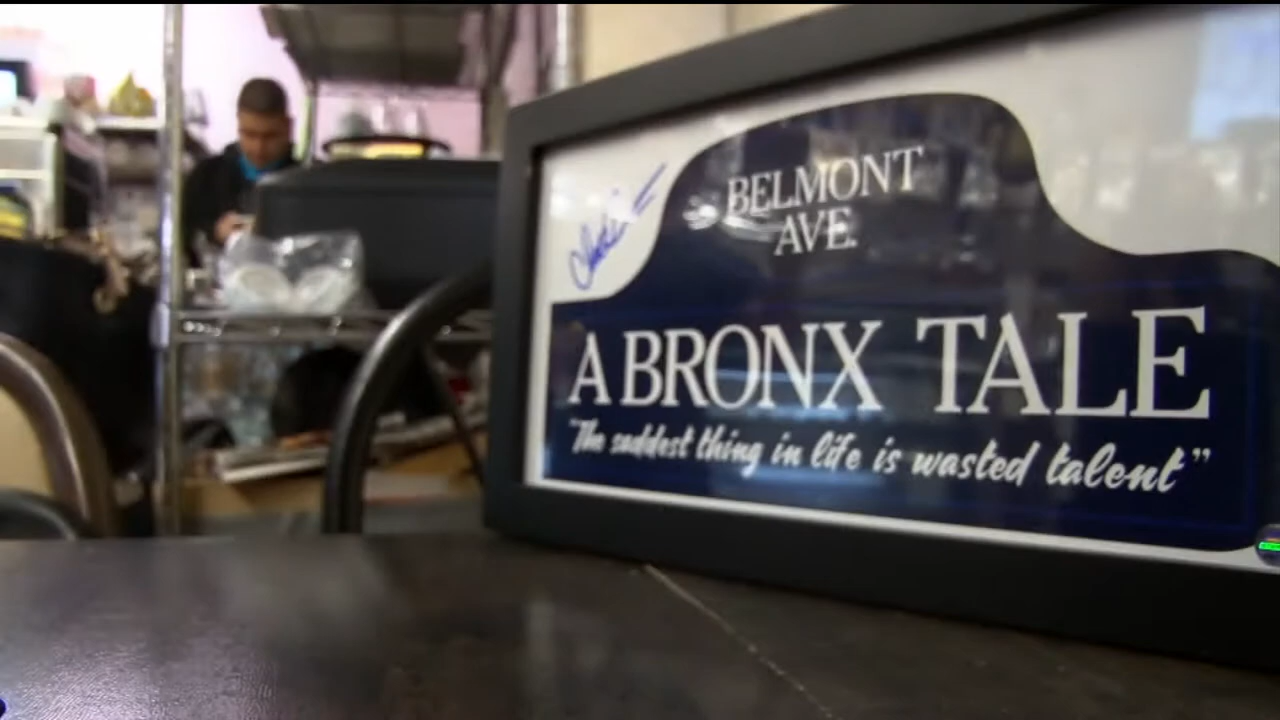 BELMONT
AVE.
A BRONX TALE
"The saddest thing in life is wasted talent"